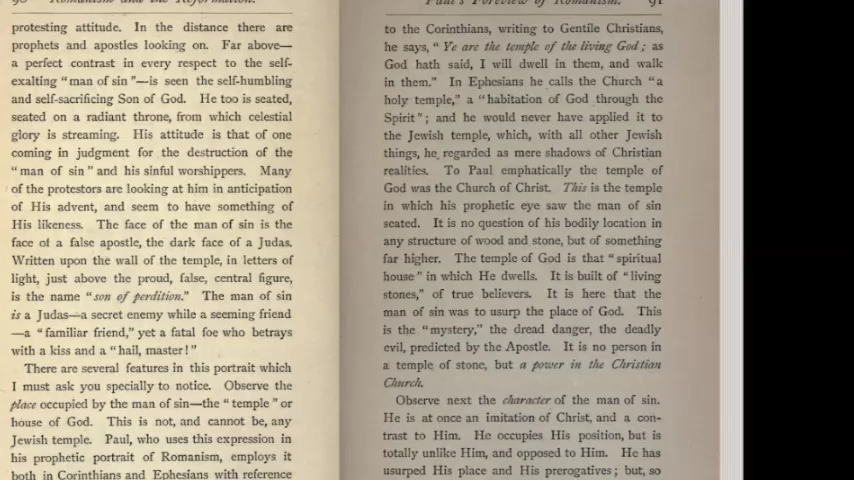 Romanism and the Reformation.
protesting attitude. In the distance there are
prophets and apostles looking on. Far above—
a perfect contrast in every respect to the self-
exalting "man of sin"—is seen the self-humbling
and self-sacrificing Son of God. He too is seated,
seated on a radiant throne, from which celestial
glory is streaming. His attitude is that of one
coming in judgment for the destruction of the
"man of sin" and his sinful worshippers. Many
of the protestors are looking at him in anticipation
of His advent, and seem to have something of
His likeness. The face of the man of sin is the
face of a false apostle, the dark face of a Judas.
Written upon the wall of the temple, in letters of
light, just above the proud, false, central figure,
is the name "son of perdition." The man of sin
is a Judas—a secret enemy while a seeming friend
—a "familiar friend," yet a fatal foe who betrays
with a kiss and a "hail, master!"
There are several features in this portrait which
I must ask you specially to notice. Observe the
place occupied by the man of sin—the "temple" or
house of God. This is not, and cannot be, any
Jewish temple. Paul, who uses this expression in
his prophetic portrait of Romanism, employs it
both in Corinthians and Ephesians with reference
Paul's Foreview of Romanism. 91
to the Corinthians, writing to Gentile Christians,
he says, "Ye are the temple of the living God; as
God hath said, I will dwell in them, and walk
in them." In Ephesians he calls the Church "a
holy temple," a "habitation of God through the
Spirit"; and he would never have applied it to
the Jewish temple, which, with all other Jewish
things, he regarded as mere shadows of Christian
realities. To Paul emphatically the temple of
God was the Church of Christ. This is the temple
in which his prophetic eye saw the man of sin
seated. It is no question of his bodily location in
any structure of wood and stone, but of something
far higher. The temple of God is that "spiritual
house" in which He dwells. It is built of "living
stones," of true believers. It is here that the
man of sin was to usurp the place of God. This
is the "mystery," the dread danger, the deadly
evil, predicted by the Apostle. It is no person in
a temple of stone, but a power in the Christian
Church.
Observe next the character of the man of sin.
He is at once an imitation of Christ, and a con-
trast to Him. He occupies His position, but is
totally unlike Him, and opposed to Him. He has
usurped His place and His prerogatives; but, so